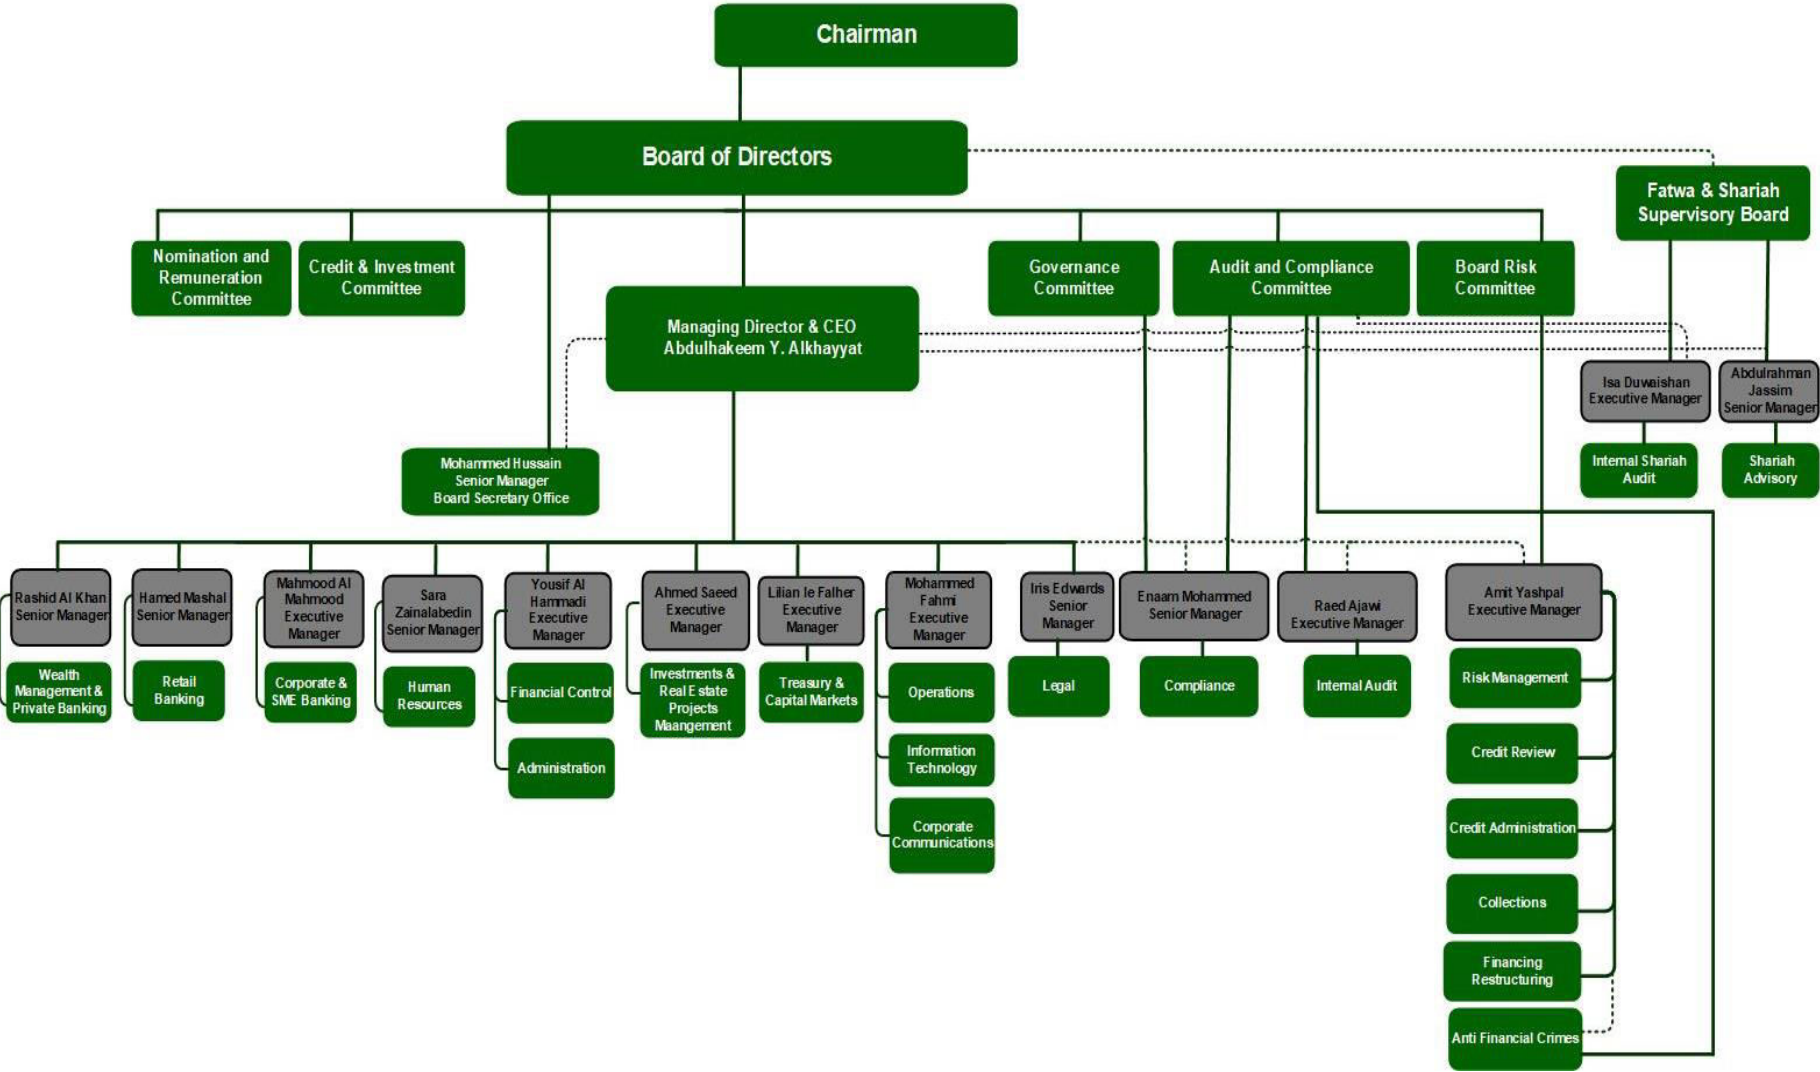 Chairman
Board of Directors
Fatwa & Shariah
Supervisory Board
Nomination and
Remuneration
Committee
Credit & Investment
Committee
Governance
Committee
Audit and Compliance
Committee
Board Risk
Committee
Managing Director & CEO
Abdulhakeem Y. Alkhayyat
Isa Duwaishan
Executive Manager
Abdulrahman
Jassim
Senior Manager
Mohammed Hussain
Senior Manager
Board Secretary Office
Internal Shariah
Audit
Shariah
Advisory
Rashid Al Khan
Senior Manager
Hamed Mashal
Senior Manager
Mahmood Al
Mahmood
Executive
Manager
Sara
Zainalabedin
Senior Manager
Yousif Al
Hammadi
Executive
Manager
Ahmed Saeed
Executive
Manager
Lilian le Falher
Executive
Manager
Mohammed
Fahmi
Executive
Manager
Iris Edwards
Senior
Manager
Enaam Mohammed
Senior Manager
Raed Ajawi
Executive Manager
Amit Yashpal
Executive Manager
Wealth
Management &
Private Banking
Retail
Banking
Corporate &
SME Banking
Human
Resources
Financial Control
Administration
Investments &
Real Estate
Projects
Maangement
Treasury &
Capital Markets
Operations
Information
Technology
Corporate
Communications
Legal
Compliance
Internal Audit
Risk Management
Credit Review
Credit Administration
Collections
Financing
Restructuring
Anti Financial Crimes